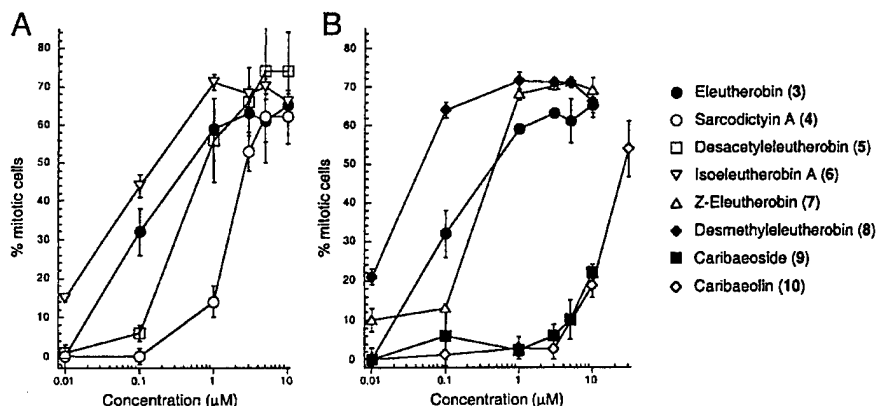 A
B
% mitotic cells
80
70
60
50
40
30
20
10
0
0.01
0.1
1
10
Concentration (µM)
% mitotic cells
80
70
60
50
40
30
20
10
0
0.01
0.1
1
10
Concentration (µM)
Eleutherobin (3)
Sarcodictyin A (4)
Desacetyleleutherobin (5)
Isoeleutherobin A (6)
Z-Eleutherobin (7)
Desmethyleleutherobin (8)
Caribaeoside (9)
Caribaeolin (10)